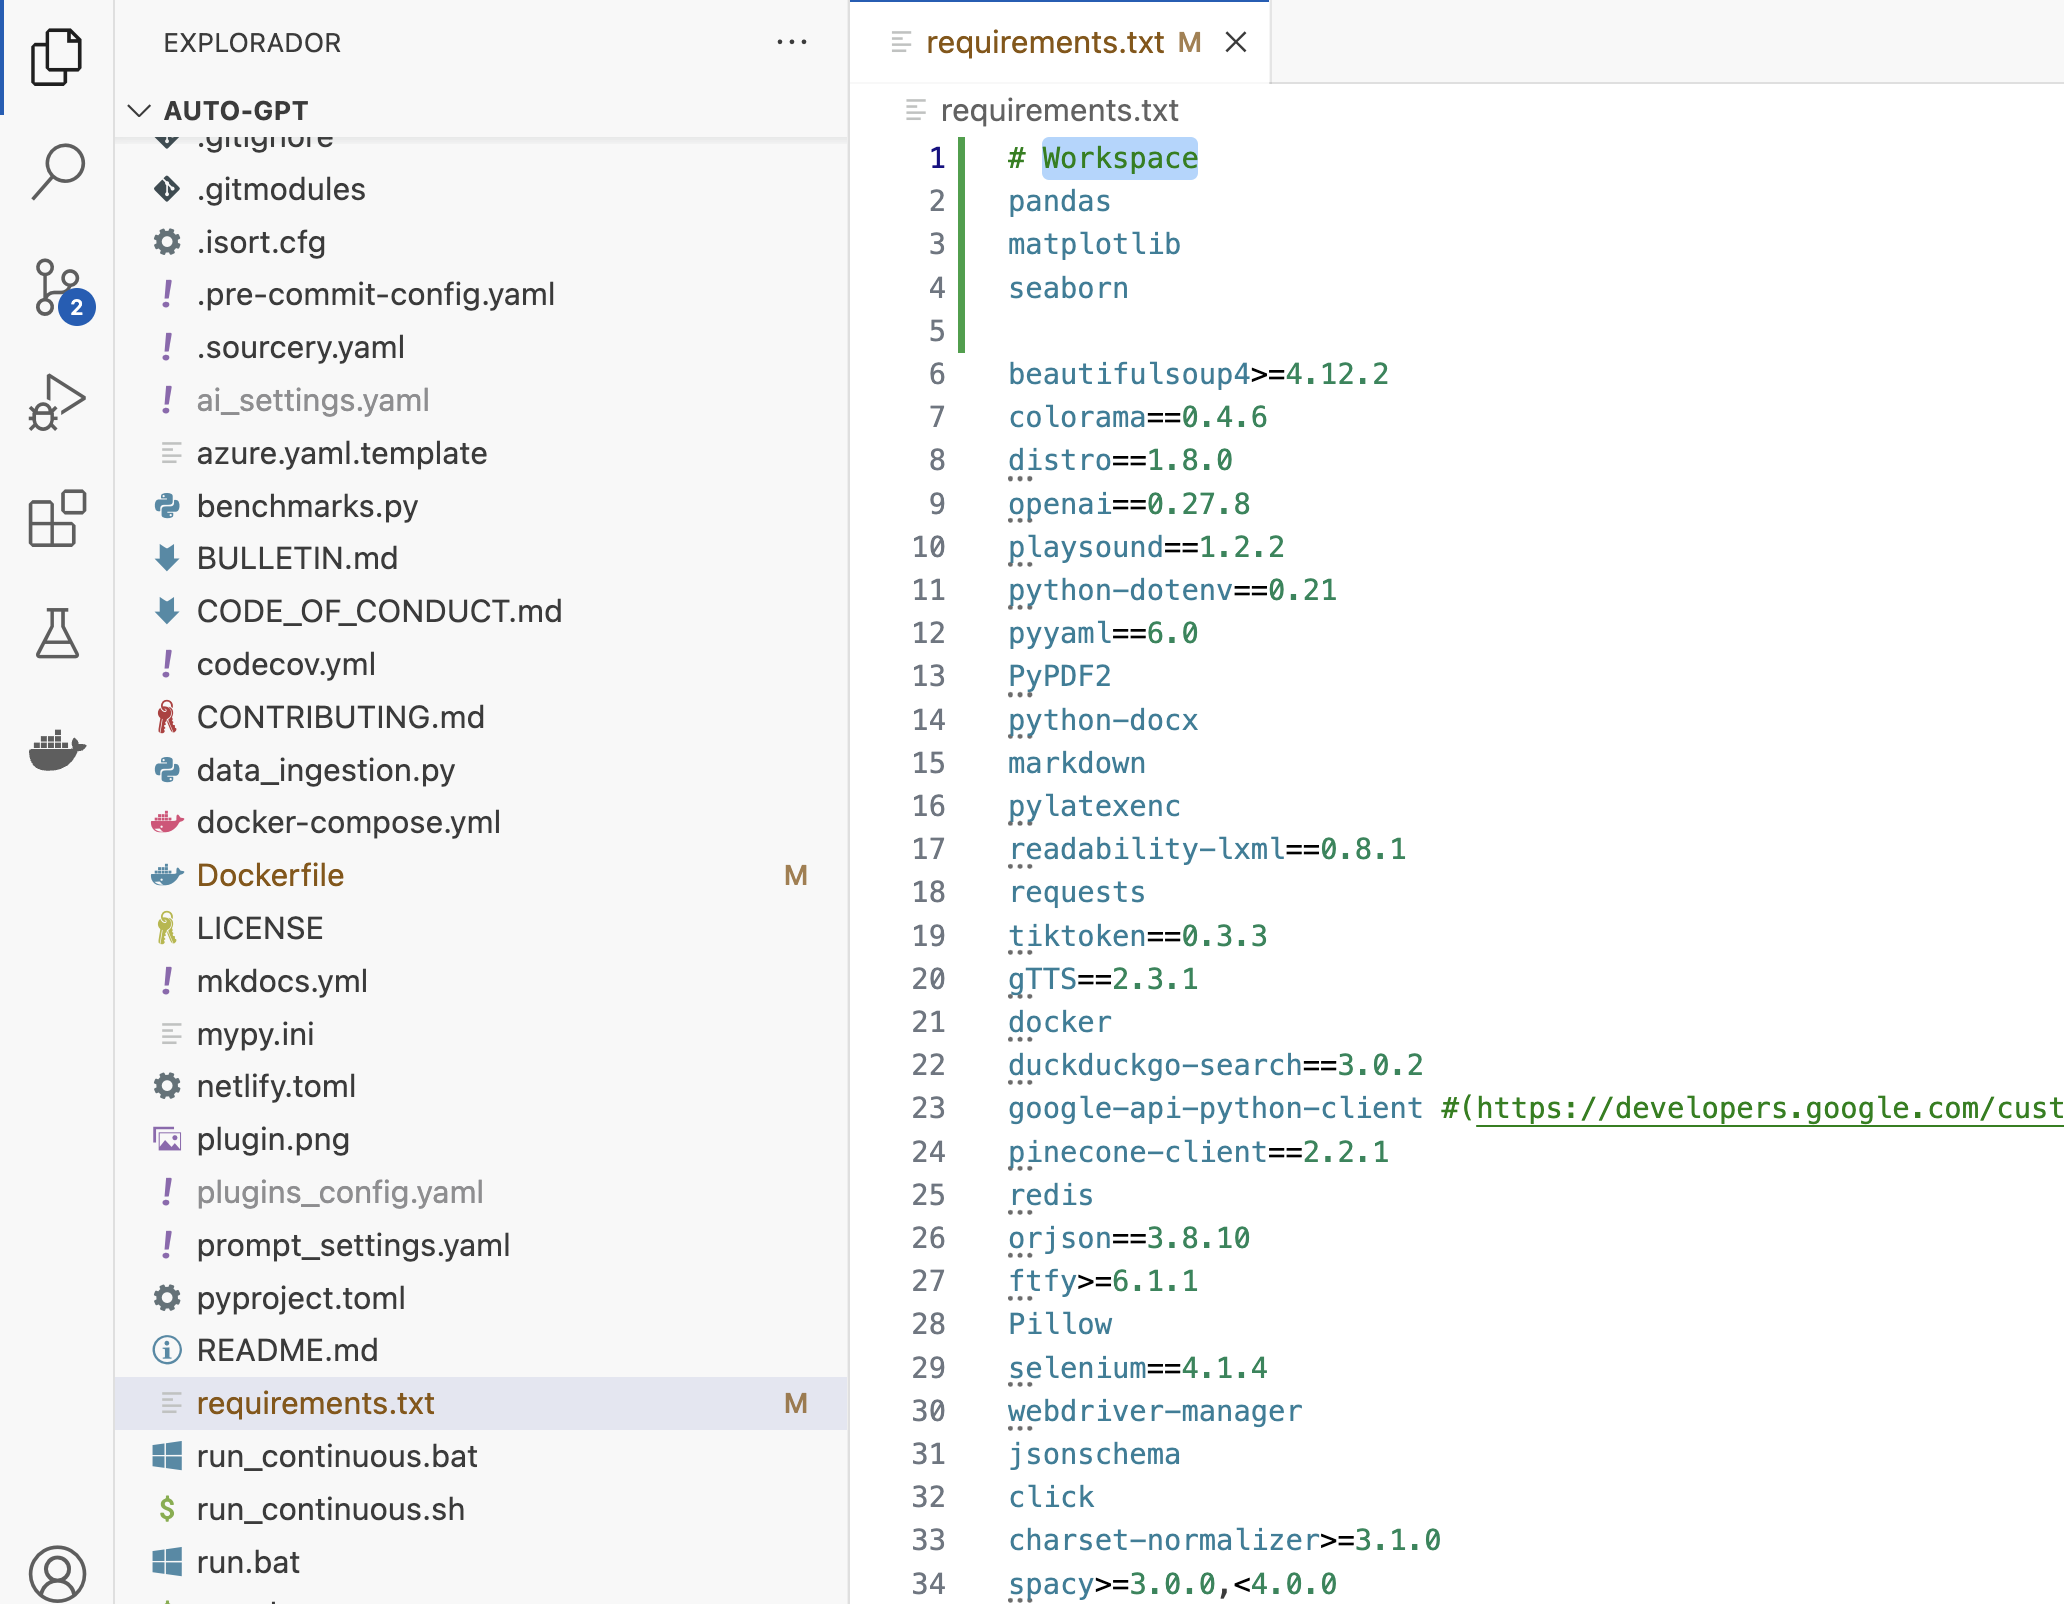 EXPLORADOR
AUTO-GPT
.gitignore
.gitmodules
.isort.cfg
.pre-commit-config.yaml
.sourcery.yaml
ai_settings.yaml
azure.yaml.template
benchmarks.py
BULLETIN.md
CODE_OF_CONDUCT.md
codecov.yml
CONTRIBUTING.md
data_ingestion.py
docker-compose.yml
Dockerfile M
LICENSE
mkdocs.yml
mypy.ini
netlify.toml
plugin.png
plugins_config.yaml
prompt_settings.yaml
pyproject.toml
README.md
requirements.txt M
run_continuous.bat
run_continuous.sh
run.bat
2
requirements.txt M
requirements.txt
1 # Workspace
2 pandas
3 matplotlib
4 seaborn
5
6 beautifulsoup4>=4.12.2
7 colorama==0.4.6
8 distro==1.8.0
9 openai==0.27.8
10 playsound==1.2.2
11 python-dotenv==0.21
12 pyyaml==6.0
13 PyPDF2
14 python-docx
15 markdown
16 pylatexenc
17 readability-lxml==0.8.1
18 requests
19 tiktoken==0.3.3
20 gTTS==2.3.1
21 docker
22 duckduckgo-search==3.0.2
23 google-api-python-client #(https://developers.google.com/cust
24 pinecone-client==2.2.1
25 redis
26 orjson==3.8.10
27 ftfy>=6.1.1
28 Pillow
29 selenium==4.1.4
30 webdriver-manager
31 jsonschema
32 click
33 charset-normalizer>=3.1.0
34 spacy>=3.0.0,<4.0.0